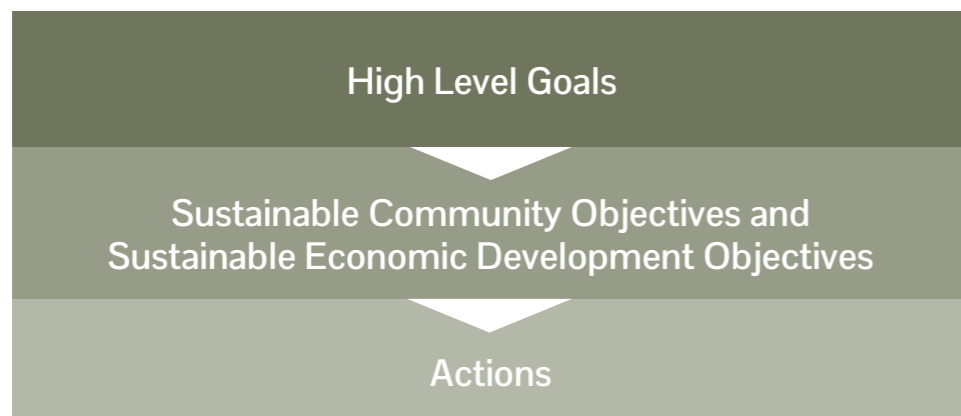 High Level Goals
Sustainable Community Objectives and
Sustainable Economic Development Objectives
Actions